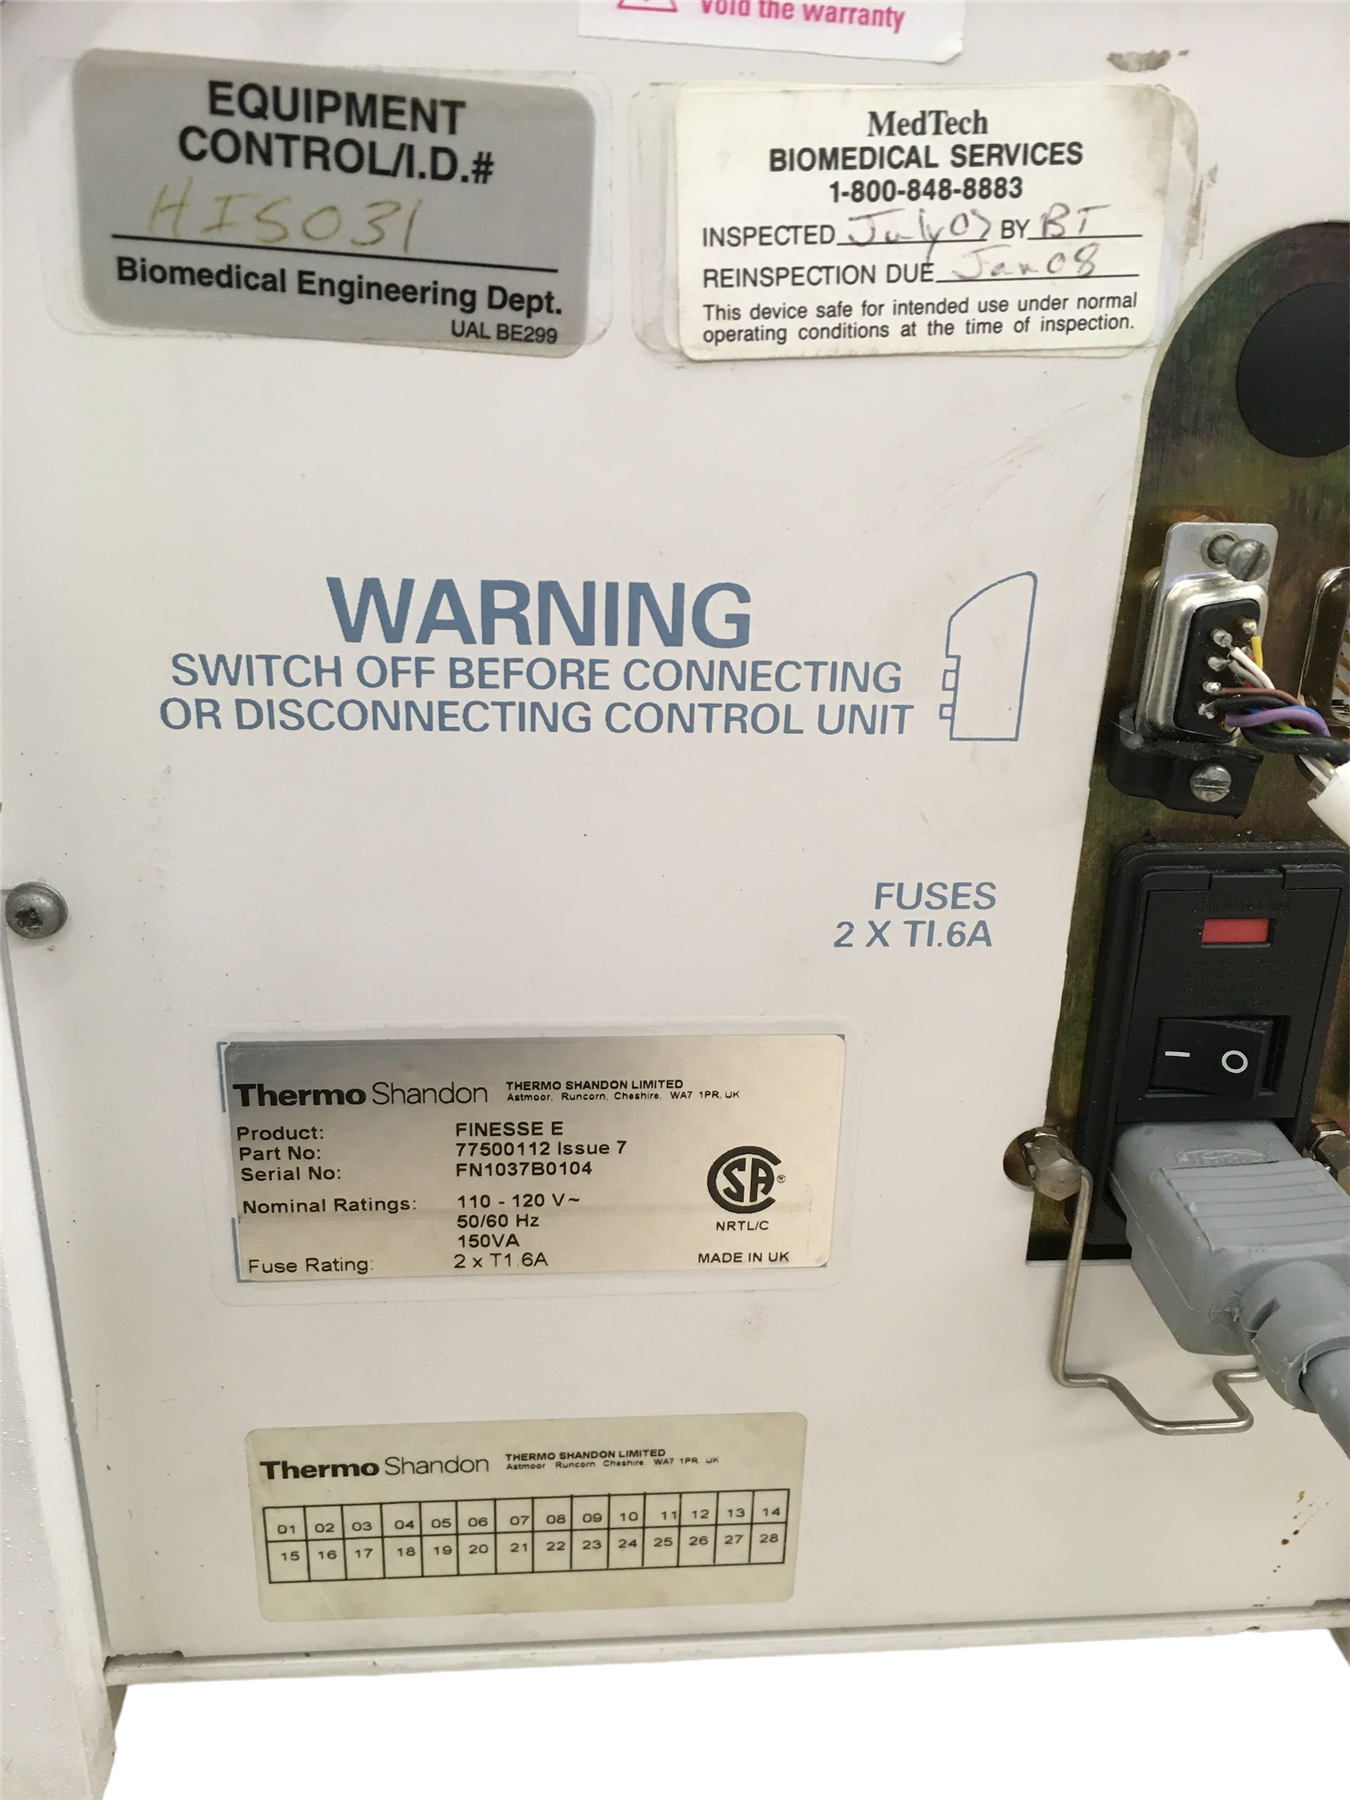 Void the warranty
EQUIPMENT
CONTROL/I.D.#
HIS031
Biomedical Engineering Dept.
UAL BE299
MedTech
BIOMEDICAL SERVICES
1-800-848-8883
INSPECTED July 07 BY BT
REINSPECTION DUE Jan 08
This device safe for intended use under normal
operating conditions at the time of inspection.
WARNING
SWITCH OFF BEFORE CONNECTING
OR DISCONNECTING CONTROL UNIT
FUSES
2 X TI.6A
I O
Thermo Shandon THERMO SHANDON LIMITED
Astmoor, Runcorn, Cheshire, WA7 1PR, UK
Product: FINESSE E
Part No: 77500112 Issue 7
Serial No: FN1037B0104
Nominal Ratings: 110 - 120 V~
50/60 Hz
150VA
Fuse Rating: 2 x T1.6A
SA®
NRTL/C
MADE IN UK
Thermo Shandon THERMO SHANDON LIMITED
Astmoor Runcorn Cheshire, WA7 1PR UK
01 02 03 04 05 06 07 08 09 10 11 12 13 14
15 16 17 18 19 20 21 22 23 24 25 26 27 28